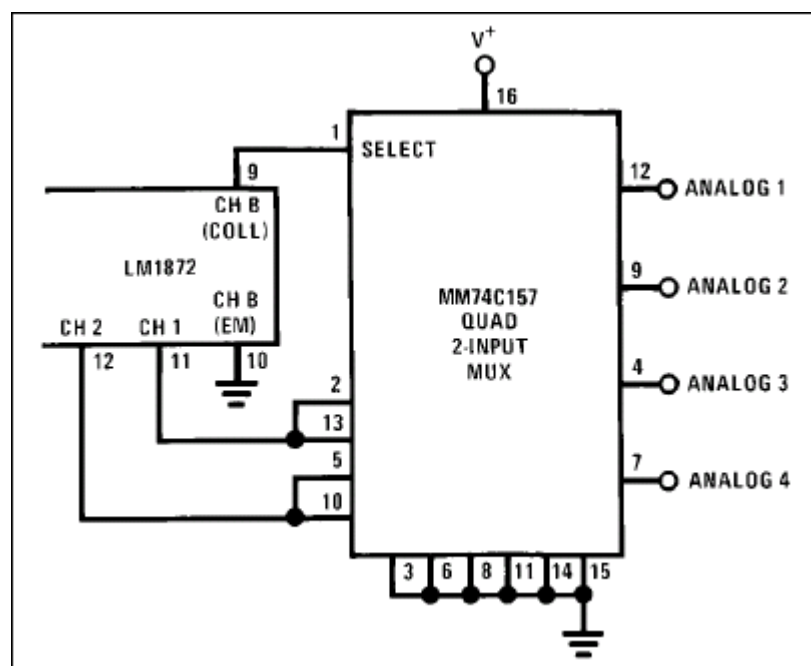 V+
16
1
SELECT
9
CH B
(COLL)
LM1872
CH B
(EM)
CH 2
CH 1
12
11
10
2
13
5
10
MM74C157
QUAD
2-INPUT
MUX
12
ANALOG 1
9
ANALOG 2
4
ANALOG 3
7
ANALOG 4
3
6
8
11
14
15